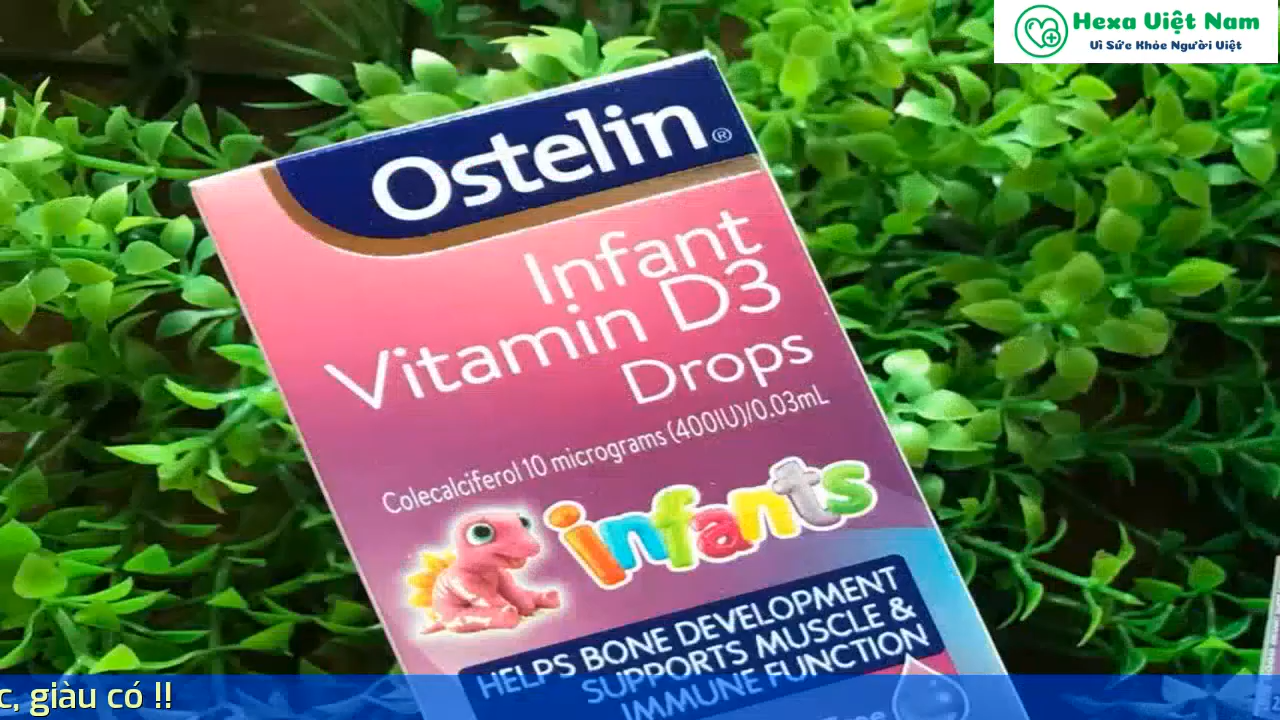 Hexa Việt Nam
Vì Sức Khỏe Người Việt
Ostelin®
Infant
Vitamin D3
Drops
Colecalciferol 10 micrograms (400IU)/0.03mL
infants
HELPS BONE DEVELOPMENT
SUPPORTS MUSCLE &
IMMUNE FUNCTION
c, giàu có !!